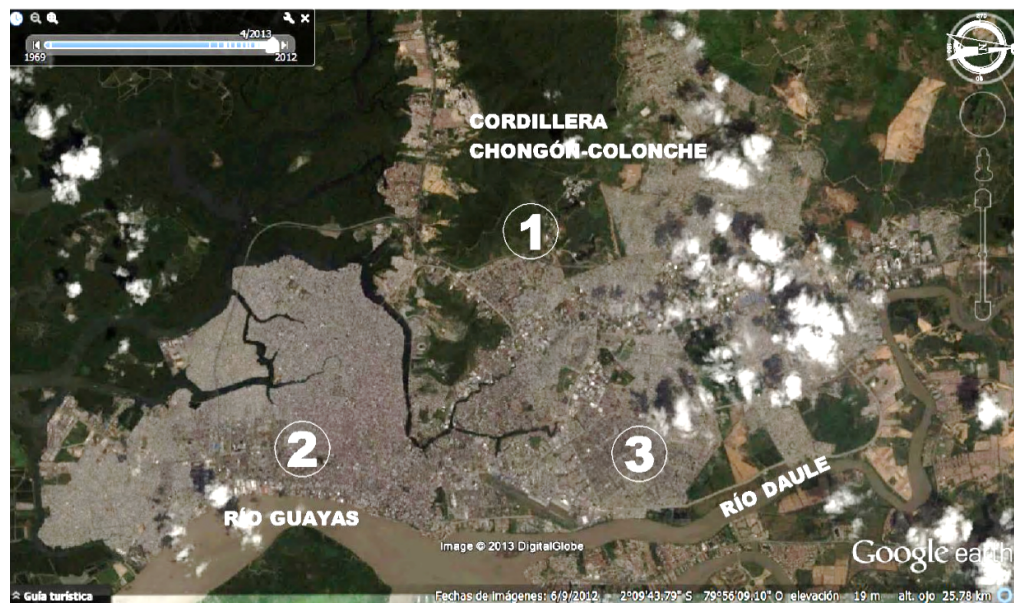 4/2013
1969
2012
CORDILLERA
CHONGÓN-COLONCHE
1
2
3
RÍO GUAYAS
RÍO DAULE
Image © 2013 DigitalGlobe
Google earth
Guía turística
Fechas de imágenes: 6/9/2012 2°09'43.79" S 79°56'09.10" O elevación -19 m alt. ojo 25.78 km